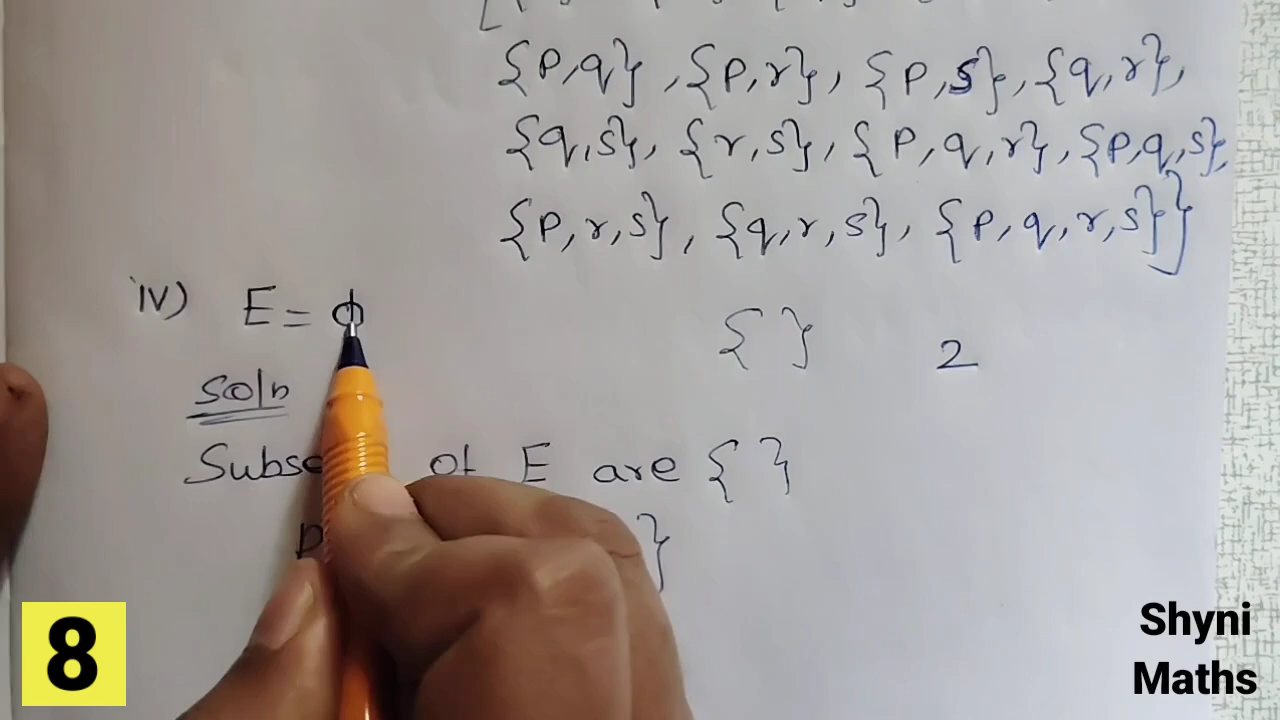 {p,q}, {p,r}, {p,s}, {q,r},
{q,s}, {r,s}, {p,q,r}, {p,q,s},
{p,r,s}, {q,r,s}, {p,q,r,s}}
iv) E = ϕ
{ } 2
Soln
of E are { }
}
8
Shyni
Maths